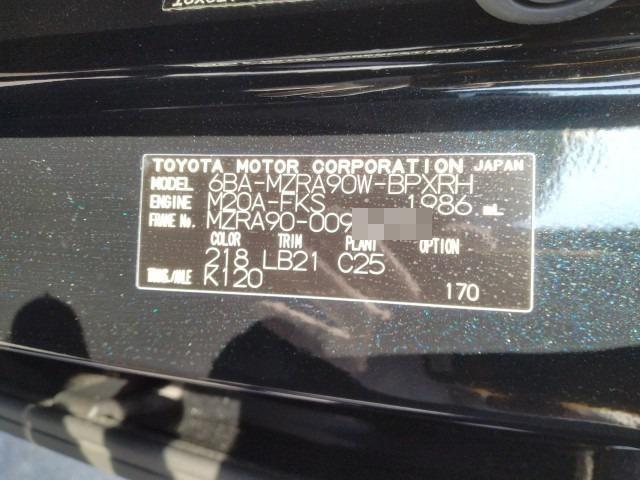 TOYOTA MOTOR CORPORATION JAPAN
MODEL 6BA-MZRA90W-BPXRH
ENGINE M20A-FKS 1986 mL
FRAME No. MZRA90-009
COLOR TRIM PLANT OPTION
218 LB21 C25
TRANS./AXLE K120
170